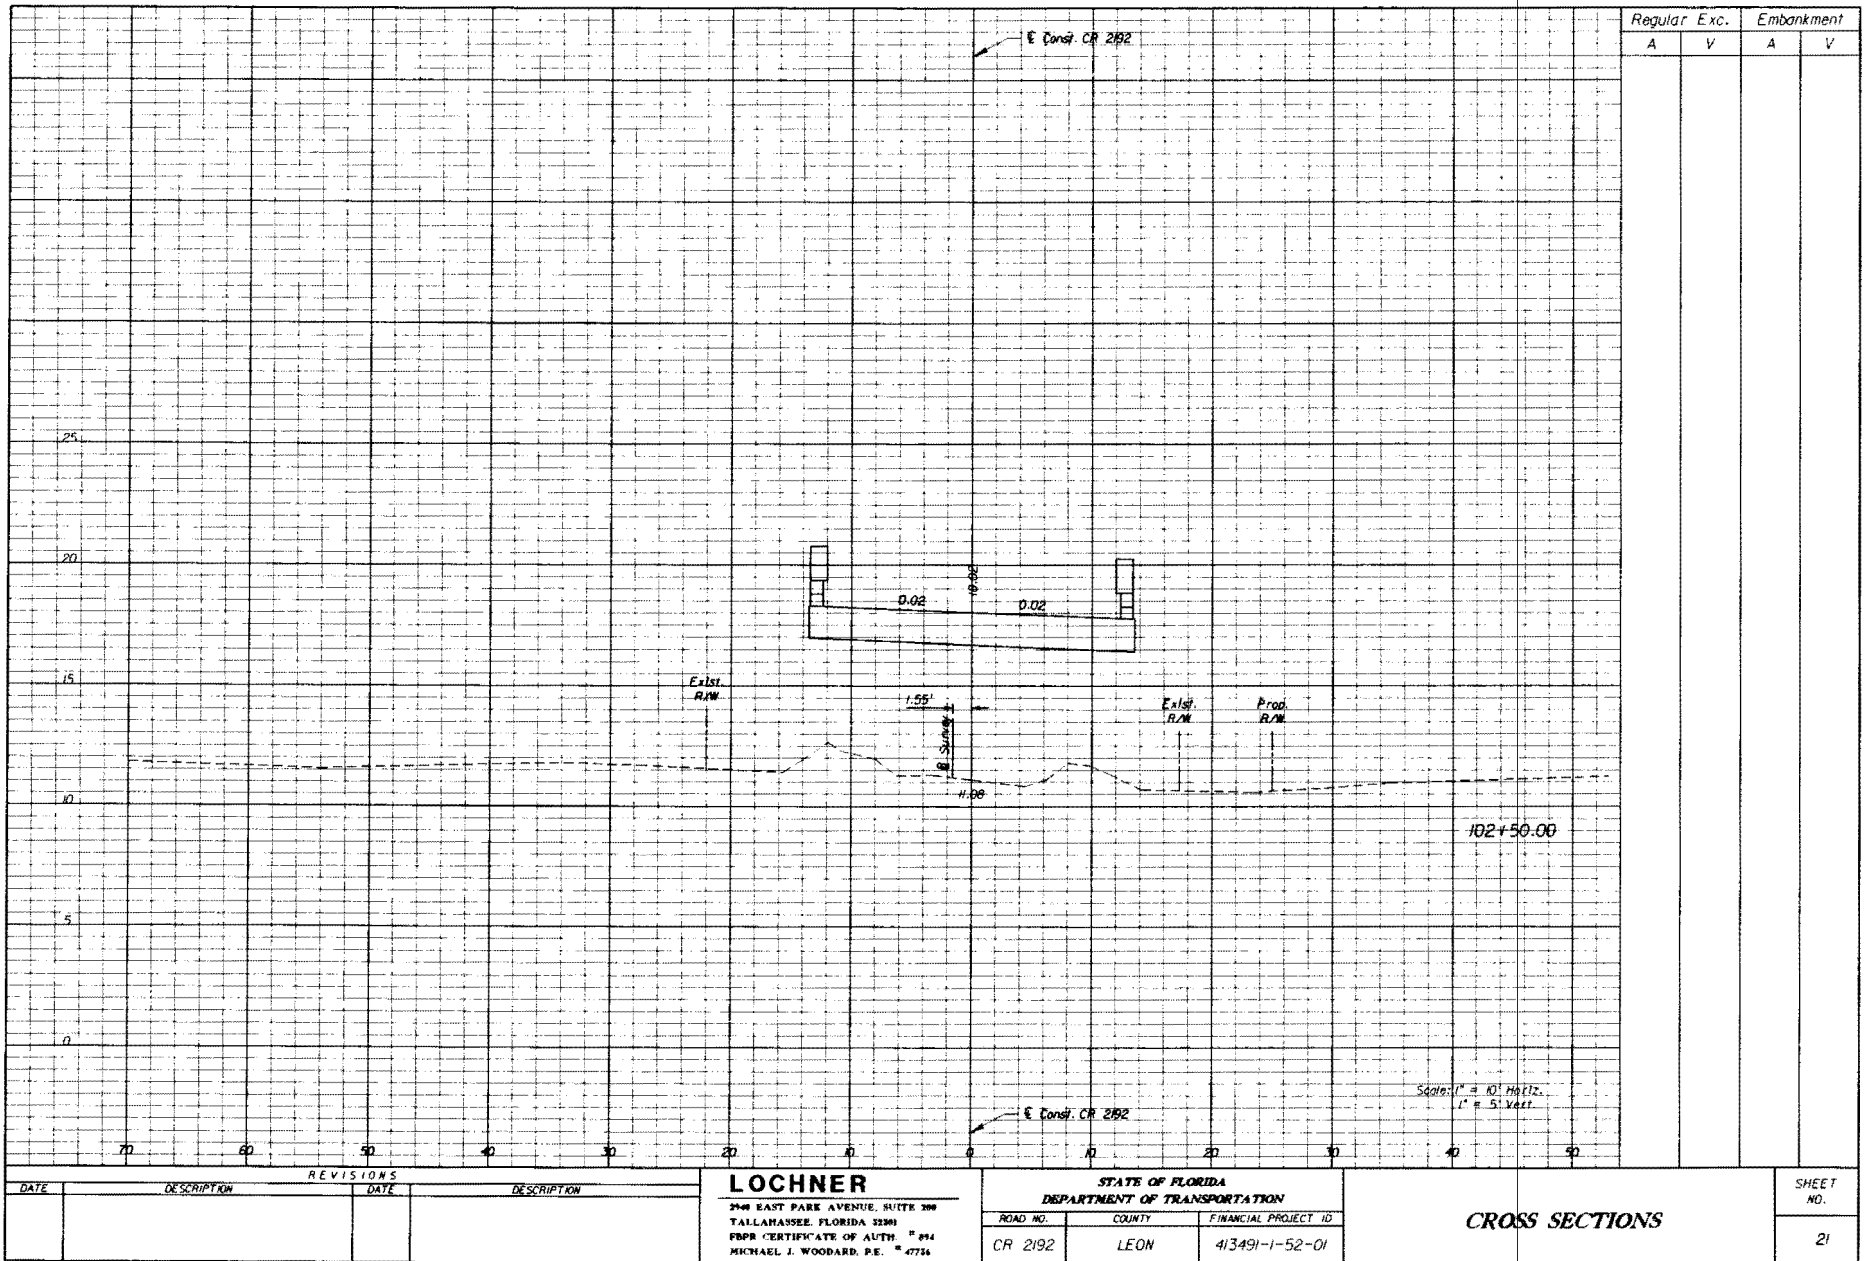 Regular Exc. Embankment
A V A V
℄ Const. CR 2192
25
20
15
10
5
0
18.02
0.02 0.02
Exist.
R/W
1.55'
℄ Survey
Exist.
R/W
Prop.
R/W
11.08
102+50.00
Scale: 1" = 10' Horiz.
1" = 5' Vert.
℄ Const. CR 2192
70 60 50 40 30 20 10 0 10 20 30 40 50
REVISIONS
DATE DESCRIPTION DATE DESCRIPTION
LOCHNER
2940 EAST PARK AVENUE, SUITE 200
TALLAHASSEE, FLORIDA 32301
FBPR CERTIFICATE OF AUTH. # 894
MICHAEL J. WOODARD, P.E. # 47736
STATE OF FLORIDA
DEPARTMENT OF TRANSPORTATION
ROAD NO. COUNTY FINANCIAL PROJECT ID
CR 2192 LEON 413491-1-52-01
CROSS SECTIONS
SHEET
NO.
21